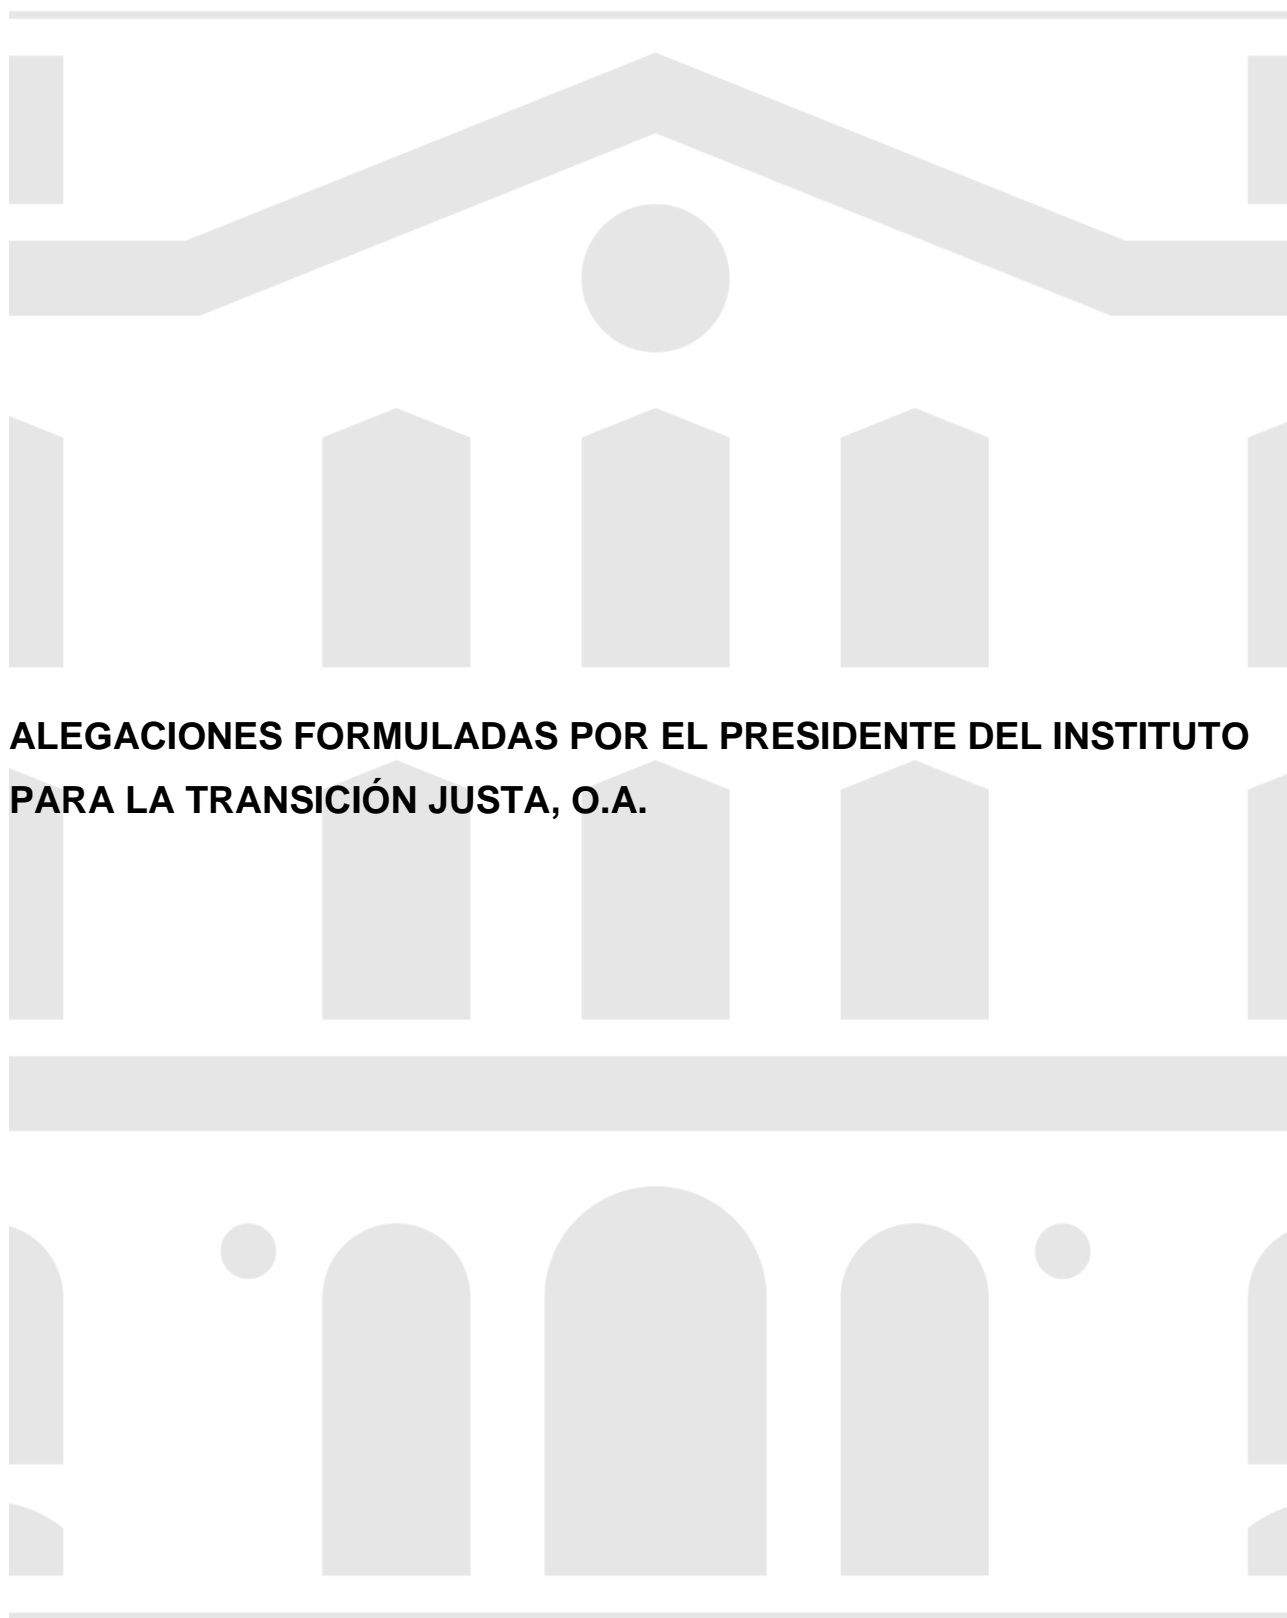 ALEGACIONES FORMULADAS POR EL PRESIDENTE DEL INSTITUTO
PARA LA TRANSICIÓN JUSTA, O.A.